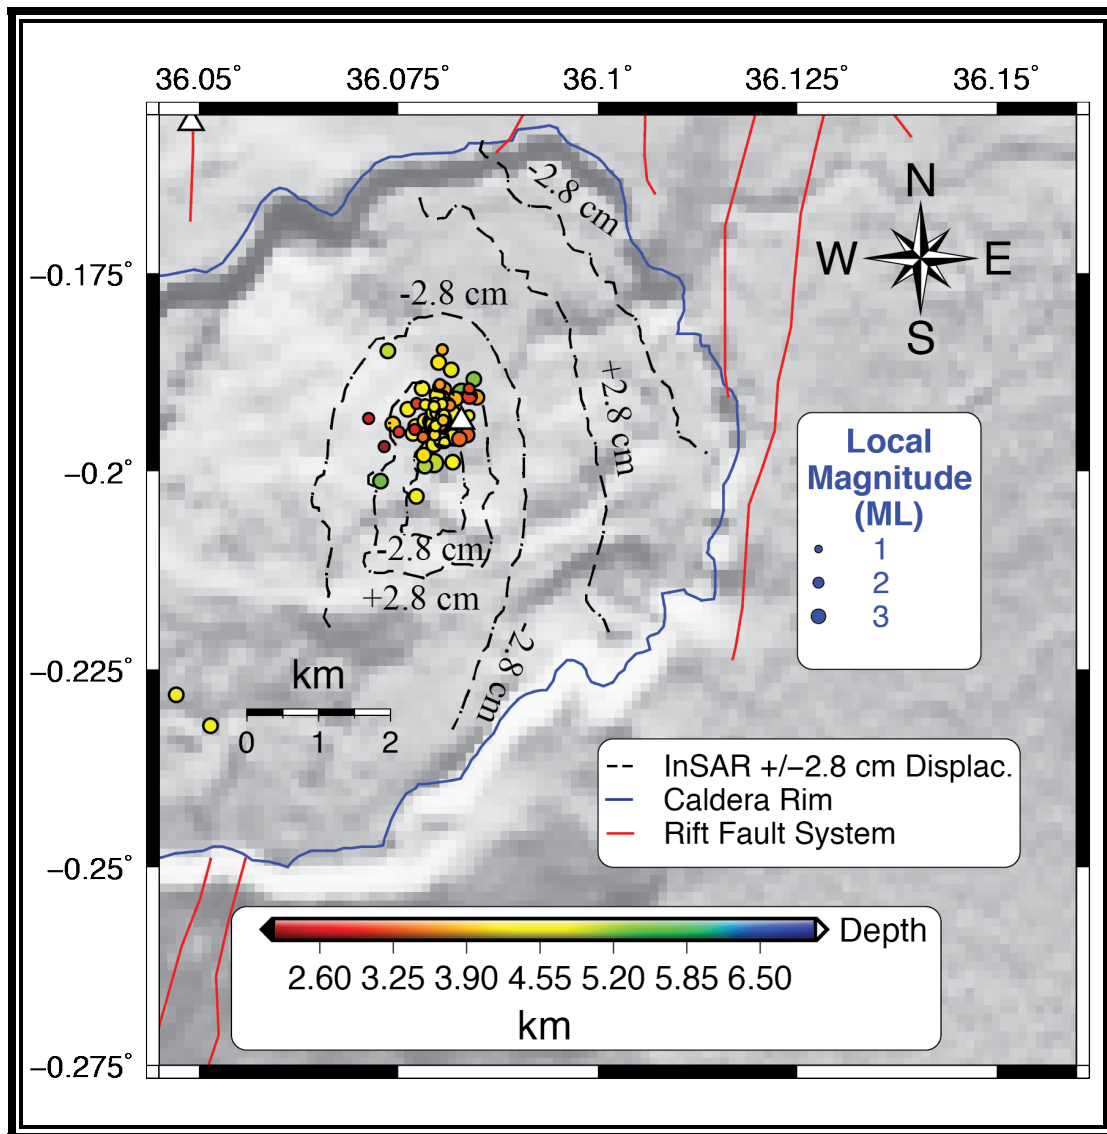 36.05° 36.075° 36.1° 36.125° 36.15°
-2.8 cm
N
W E
S
−0.175°
-2.8 cm
+2.8 cm
−0.2°
Local
Magnitude
(ML)
1
2
3
-2.8 cm
+2.8 cm
-2.8 cm
−0.225°
km
0 1 2
InSAR +/−2.8 cm Displac.
Caldera Rim
Rift Fault System
−0.25°
Depth
2.60 3.25 3.90 4.55 5.20 5.85 6.50
km
−0.275°